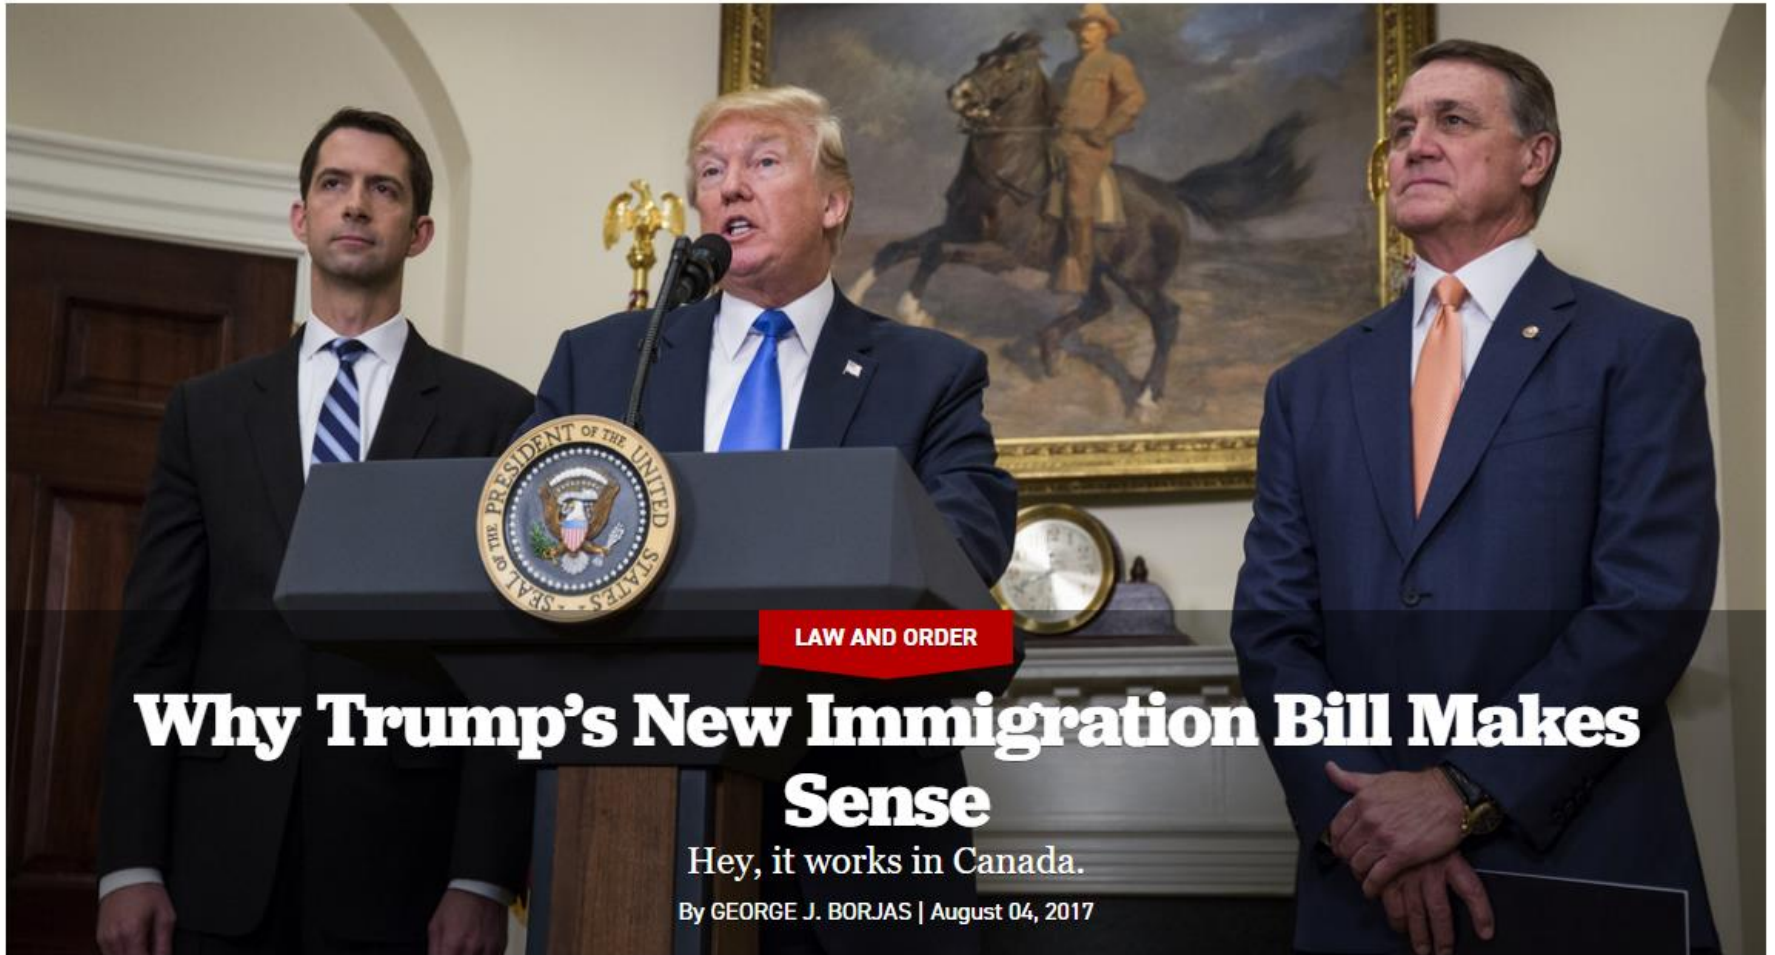 SEAL OF THE PRESIDENT OF THE UNITED STATES
LAW AND ORDER
Why Trump's New Immigration Bill Makes
Sense
Hey, it works in Canada.
By GEORGE J. BORJAS | August 04, 2017